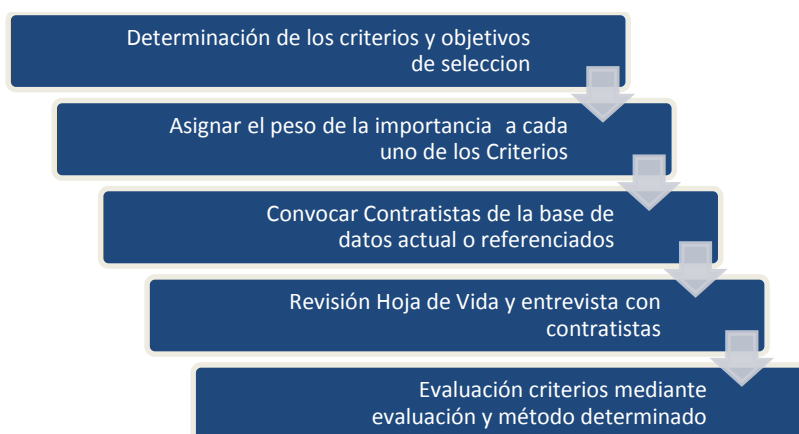 Determinación de los criterios y objetivos
de seleccion
Asignar el peso de la importancia a cada
uno de los Criterios
Convocar Contratistas de la base de
datos actual o referenciados
Revisión Hoja de Vida y entrevista con
contratistas
Evaluación criterios mediante
evaluación y método determinado